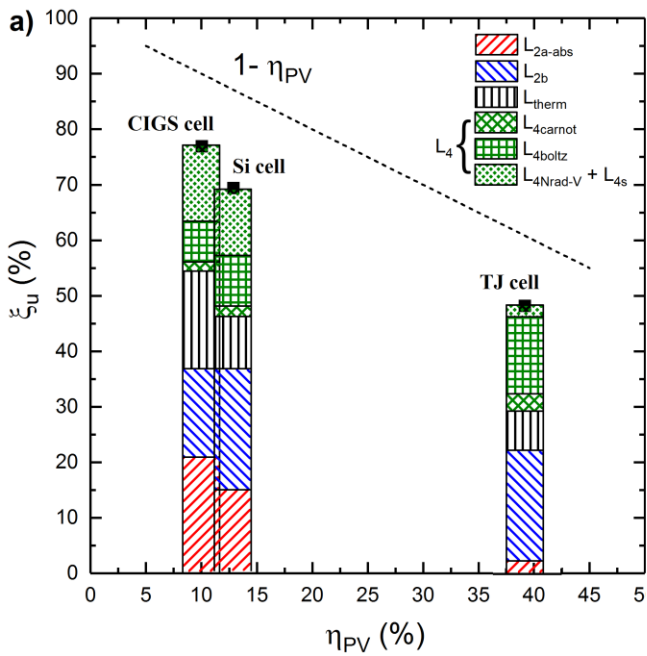 a)
100
90
80
70
60
50
40
30
20
10
0
ξu (%)
1- ηPV
CIGS cell
Si cell
TJ cell
L2a-abs
L2b
Ltherm
L4carnot
L4 { L4boltz
L4Nrad-V + L4s
0 5 10 15 20 25 30 35 40 45 50
ηPV (%)